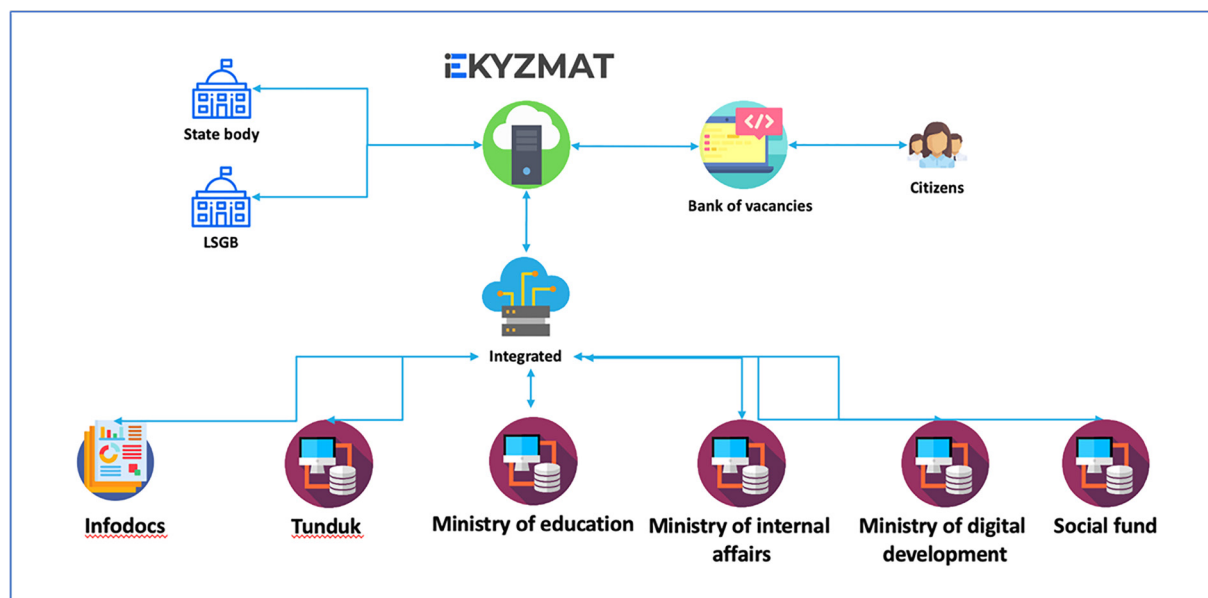 iEKYZMAT
State body
</>
LSGB
Bank of vacancies
Citizens
Integrated
Infodocs
Tunduk
Ministry of education
Ministry of internal
affairs
Ministry of digital
development
Social fund